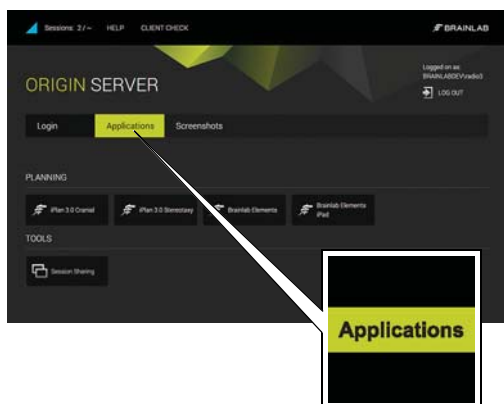 Sessions: 2 / ∞ HELP CLIENT CHECK BRAINLAB
Logged on as:
BRAINLABDEV\radio3
ORIGIN SERVER
LOG OUT
Login Applications Screenshots
PLANNING
iPlan 3.0 Cranial iPlan 3.0 Stereotaxy Brainlab Elements Brainlab Elements
iPad
TOOLS
Session Sharing
Applications